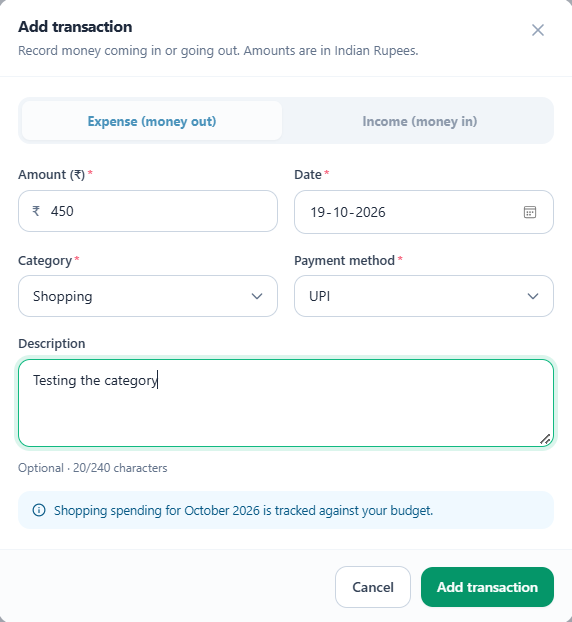 Add transaction
Record money coming in or going out. Amounts are in Indian Rupees.
Expense (money out)
Income (money in)
Amount (₹) *
Date *
₹ 450
19-10-2026
Category *
Payment method *
Shopping
UPI
Description
Testing the category
Optional · 20/240 characters
Shopping spending for October 2026 is tracked against your budget.
Cancel
Add transaction